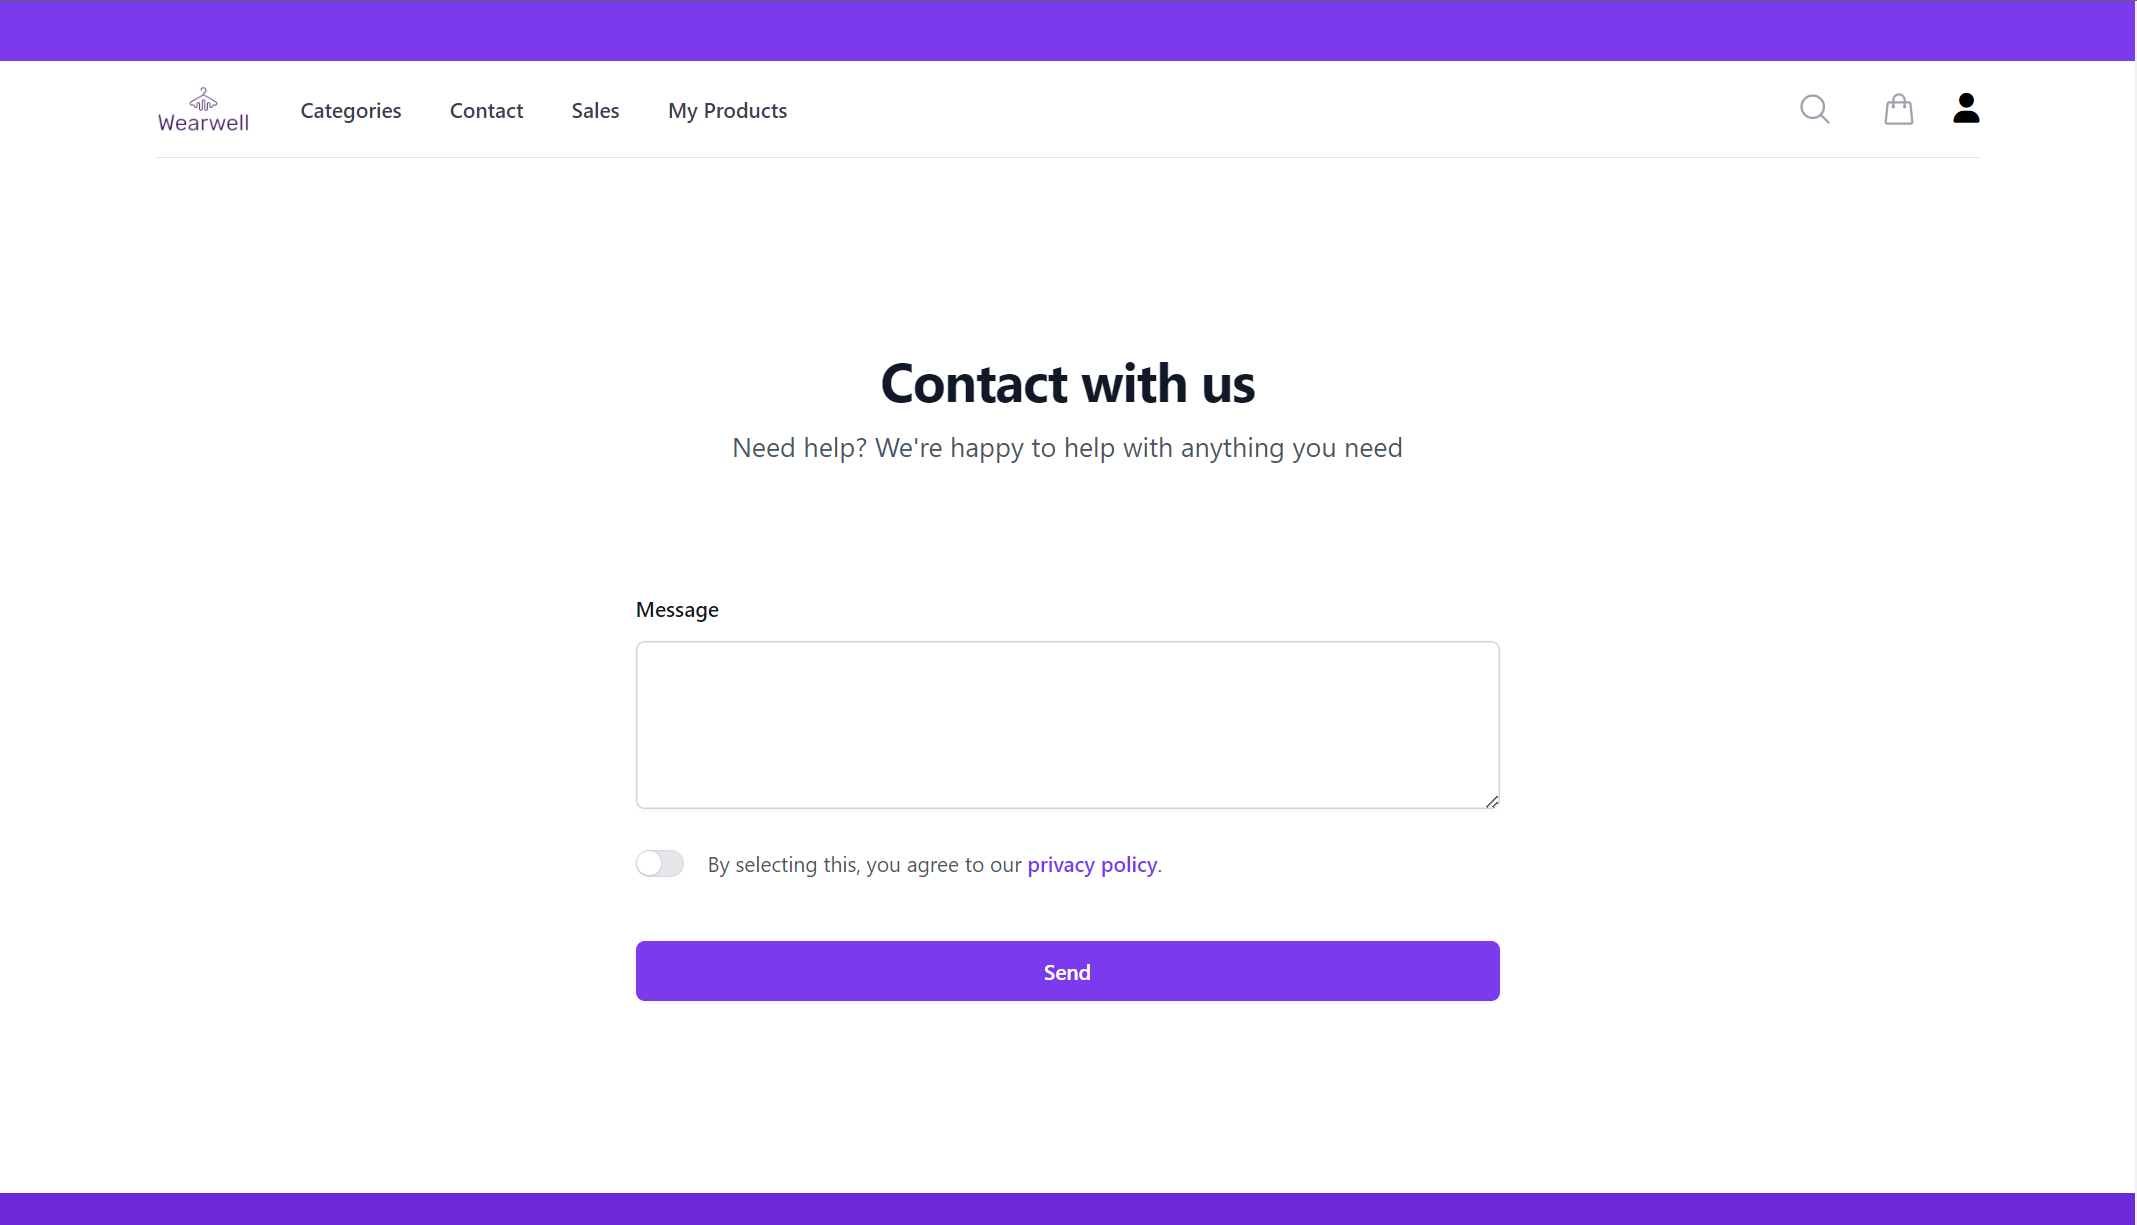 Wearwell
Categories
Contact
Sales
My Products
Contact with us
Need help? We're happy to help with anything you need
Message
By selecting this, you agree to our privacy policy.
Send